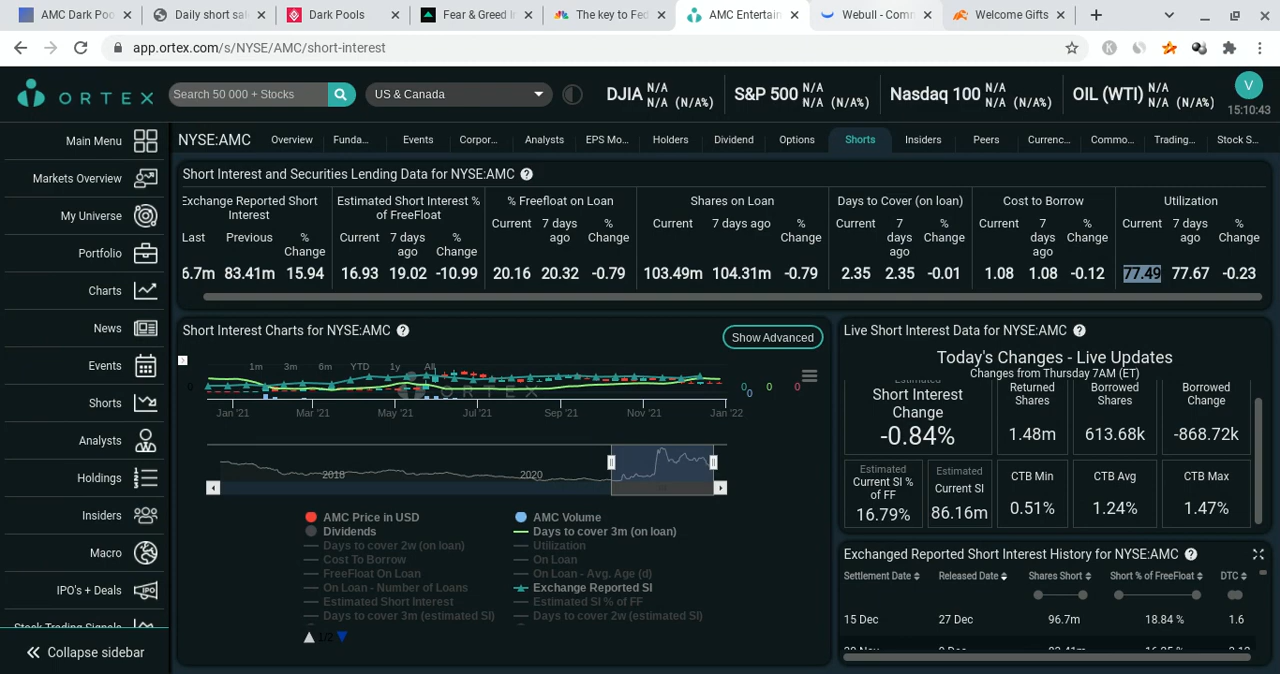 AMC Dark Poo
Daily short sal
Dark Pools
Fear & Greed I
The key to Fed
AMC Entertain
Webull - Comm
Welcome Gifts
app.ortex.com/s/NYSE/AMC/short-interest
ORTEX
Search 50 000 + Stocks
US & Canada
DJIA N/A N/A (N/A%)
S&P 500 N/A N/A (N/A%)
Nasdaq 100 N/A N/A (N/A%)
OIL (WTI) N/A N/A (N/A%)
V
15:10:43
Main Menu
Markets Overview
My Universe
Portfolio
Charts
News
Events
Shorts
Analysts
Holdings
Insiders
Macro
IPO's + Deals
Stock Trading Signals
Collapse sidebar
NYSE:AMC Overview Funda... Events Corpor... Analysts EPS Mo... Holders Dividend Options Shorts Insiders Peers Currenc... Commo... Trading... Stock S...
Short Interest and Securities Lending Data for NYSE:AMC
Exchange Reported Short Interest
Last Previous % Change
6.7m 83.41m 15.94
Estimated Short Interest % of FreeFloat
Current 7 days ago % Change
16.93 19.02 -10.99
% Freefloat on Loan
Current 7 days ago % Change
20.16 20.32 -0.79
Shares on Loan
Current 7 days ago % Change
103.49m 104.31m -0.79
Days to Cover (on loan)
Current 7 days ago % Change
2.35 2.35 -0.01
Cost to Borrow
Current 7 days ago % Change
1.08 1.08 -0.12
Utilization
Current 7 days ago % Change
77.49 77.67 -0.23
Short Interest Charts for NYSE:AMC
Show Advanced
1m 3m 6m YTD 1y All
ORTEX
0 0 0 0 0
Jan '21 Mar '21 May '21 Jul '21 Sep '21 Nov '21 Jan '22
2018 2020
AMC Price in USD
AMC Volume
Dividends
Days to cover 3m (on loan)
Days to cover 2w (on loan)
Utilization
Cost To Borrow
On Loan
FreeFloat On Loan
On Loan - Avg. Age (d)
On Loan - Number of Loans
Exchange Reported SI
Estimated Short Interest
Estimated SI % of FF
Days to cover 3m (estimated SI)
Days to cover 2w (estimated SI)
1/2
Live Short Interest Data for NYSE:AMC
Today's Changes - Live Updates
Changes from Thursday 7AM (ET)
Estimated
Short Interest Change
-0.84%
Returned Shares
1.48m
Borrowed Shares
613.68k
Borrowed Change
-868.72k
Estimated
Current SI % of FF
16.79%
Estimated
Current SI
86.16m
CTB Min
0.51%
CTB Avg
1.24%
CTB Max
1.47%
Exchanged Reported Short Interest History for NYSE:AMC
Settlement Date Released Date Shares Short Short % of FreeFloat DTC
15 Dec 27 Dec 96.7m 18.84 % 1.6